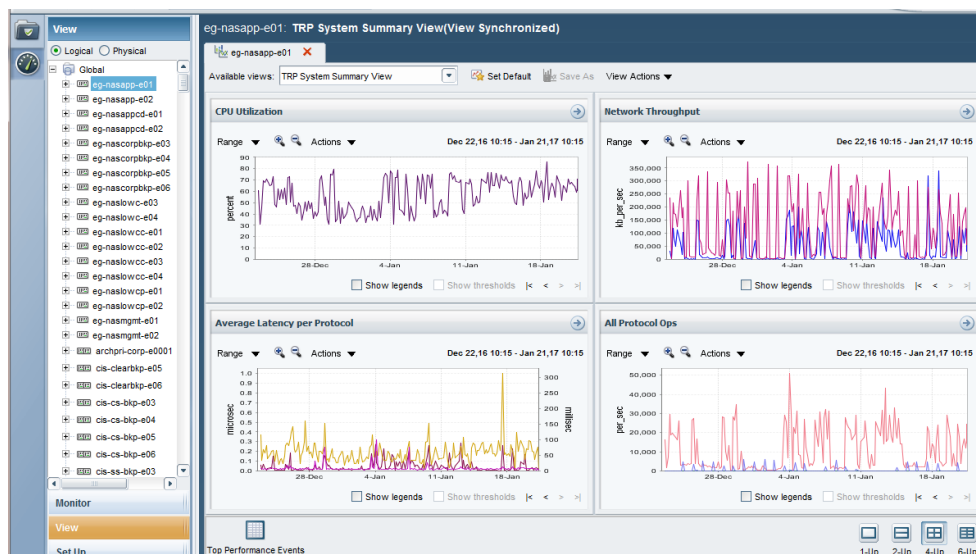 View
Logical Physical
Global
eg-nasapp-e01
eg-nasapp-e02
eg-nasappcd-e01
eg-nasappcd-e02
eg-nascorpbkp-e03
eg-nascorpbkp-e04
eg-nascorpbkp-e05
eg-nascorpbkp-e06
eg-naslowc-e03
eg-naslowc-e04
eg-naslowcc-e01
eg-naslowcc-e02
eg-naslowcc-e03
eg-naslowcc-e04
eg-naslowcp-e01
eg-naslowcp-e02
eg-nasmgmt-e01
eg-nasmgmt-e02
archpri-corp-e0001
cis-clearbkp-e05
cis-clearbkp-e06
cis-cs-bkp-e03
cis-cs-bkp-e04
cis-cs-bkp-e05
cis-cs-bkp-e06
cis-ss-bkp-e03
Monitor
View
Set Up
eg-nasapp-e01: TRP System Summary View(View Synchronized)
eg-nasapp-e01
Available views: TRP System Summary View Set Default Save As View Actions
CPU Utilization
Range Actions Dec 22,16 10:15 - Jan 21,17 10:15
90
80
70
60
50
40
30
20
10
0
percent
28-Dec 4-Jan 11-Jan 18-Jan
Show legends Show thresholds |< < > >|
Network Throughput
Range Actions Dec 22,16 10:15 - Jan 21,17 10:15
350,000
300,000
250,000
200,000
150,000
100,000
50,000
0
kb_per_sec
28-Dec 4-Jan 11-Jan 18-Jan
Show legends Show thresholds |< < > >|
Average Latency per Protocol
Range Actions Dec 22,16 10:15 - Jan 21,17 10:15
1.0
0.9
0.8
0.7
0.6
0.5
0.4
0.3
0.2
0.1
0.0
microsec
300
250
200
150
100
50
0
millisec
28-Dec 4-Jan 11-Jan 18-Jan
Show legends Show thresholds |< < > >|
All Protocol Ops
Range Actions Dec 22,16 10:15 - Jan 21,17 10:15
50,000
40,000
30,000
20,000
10,000
0
per_sec
28-Dec 4-Jan 11-Jan 18-Jan
Show legends Show thresholds |< < > >|
Top Performance Events
1-Up 2-Up 4-Up 6-Up